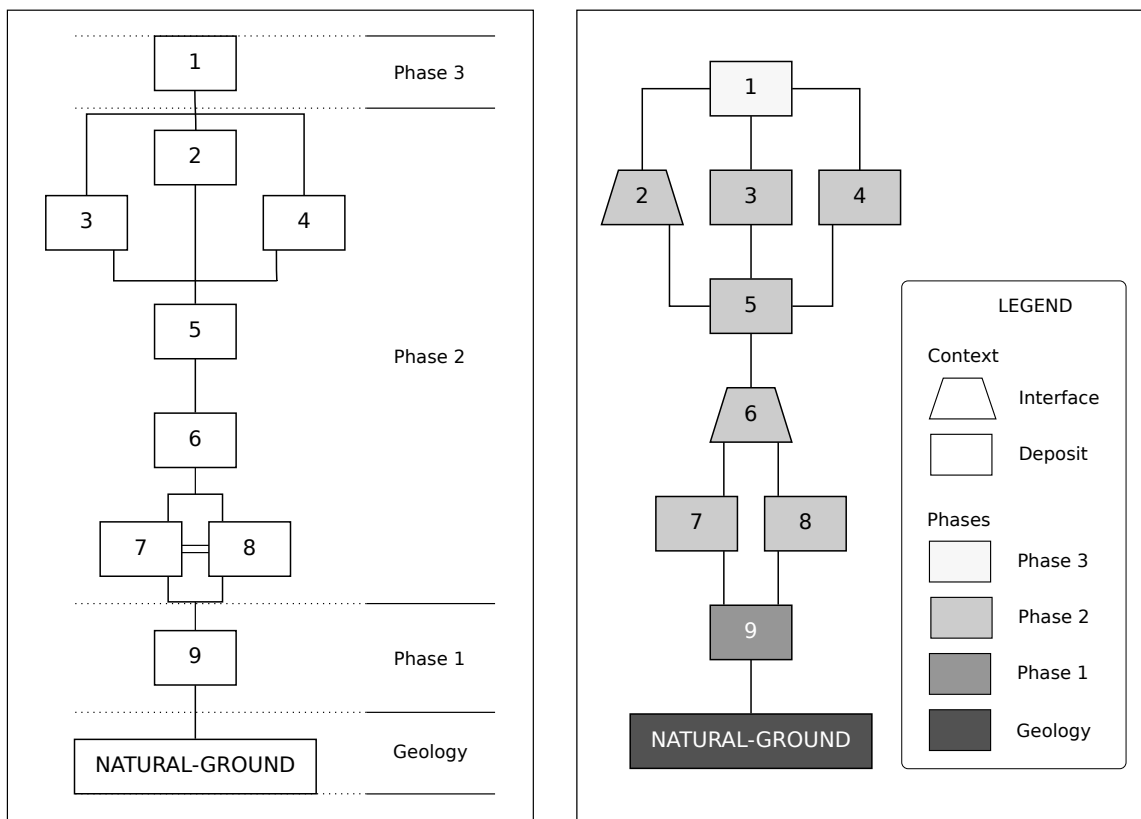 1
Phase 3
2
3
4
5
Phase 2
6
7
8
9
Phase 1
NATURAL-GROUND
Geology
1
2
3
4
5
6
7
8
9
NATURAL-GROUND
LEGEND
Context
Interface
Deposit
Phases
Phase 3
Phase 2
Phase 1
Geology